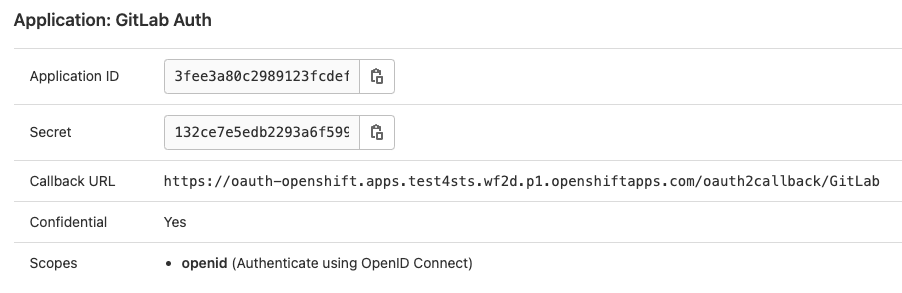 Application: GitLab Auth
Application ID 3fee3a80c2989123fcdef
Secret 132ce7e5edb2293a6f599
Callback URL https://oauth-openshift.apps.test4sts.wf2d.p1.openshiftapps.com/oauth2callback/GitLab
Confidential Yes
Scopes • openid (Authenticate using OpenID Connect)